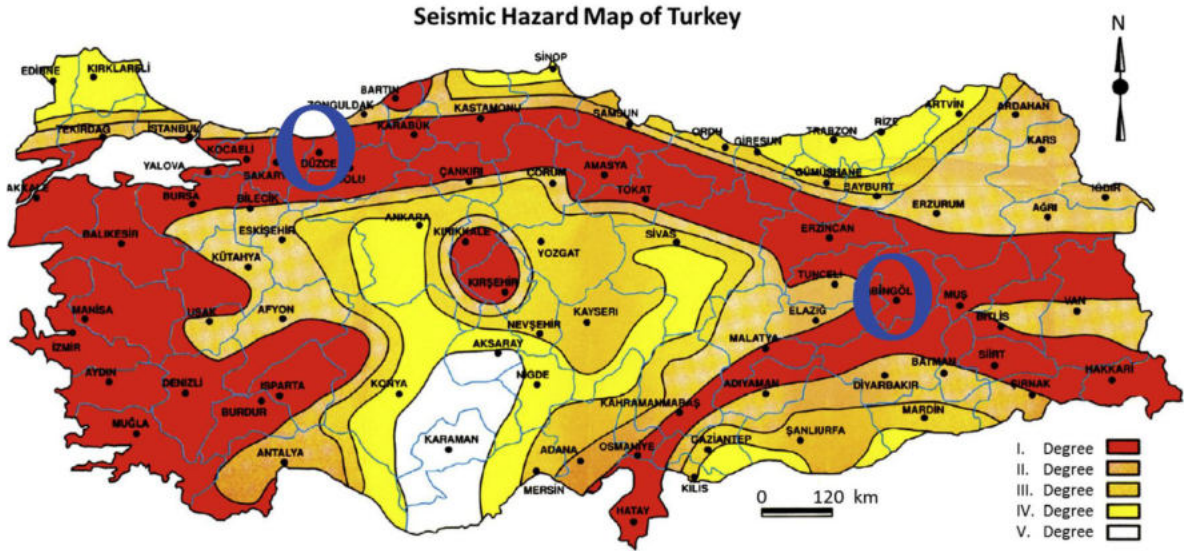 Seismic Hazard Map of Turkey
N
SİNOP
EDİRNE
KIRKLARELİ
BARTIN
ZONGULDAK
KASTAMONU
SAMSUN
ARTVİN
ARDAHAN
RİZE
TEKİRDAĞ
İSTANBUL
KARABÜK
ORDU
GİRESUN
TRABZON
KARS
KOCAELİ
DÜZCE
YALOVA
SAKARY
BOLU
ÇANKIRI
ÇORUM
AMASYA
GÜMÜŞHANE
BAYBURT
IĞDIR
AKKALE
BURSA
BİLECİK
TOKAT
ERZURUM
AĞRI
ANKARA
ESKİŞEHİR
KIRIKKALE
YOZGAT
SİVAS
ERZİNCAN
BALIKESİR
KÜTAHYA
TUNCELİ
KIRŞEHİR
BİNGÖL
MUŞ
VAN
MANİSA
UŞAK
AFYON
KAYSERI
ELAZIĞ
BİTLİS
NEVŞEHİR
İZMİR
AKSARAY
MALATYA
SİİRT
AYDIN
DENİZLİ
ISPARTA
KONYA
NİĞDE
ADIYAMAN
DİYARBAKIR
BATMAN
ŞIRNAK
HAKKARİ
BURDUR
KAHRAMANMARAŞ
MARDİN
MUĞLA
KARAMAN
ADANA
OSMANİYE
GAZİANTEP
ŞANLIURFA
ANTALYA
MERSİN
KİLİS
HATAY
0 120 km
I. Degree
II. Degree
III. Degree
IV. Degree
V. Degree